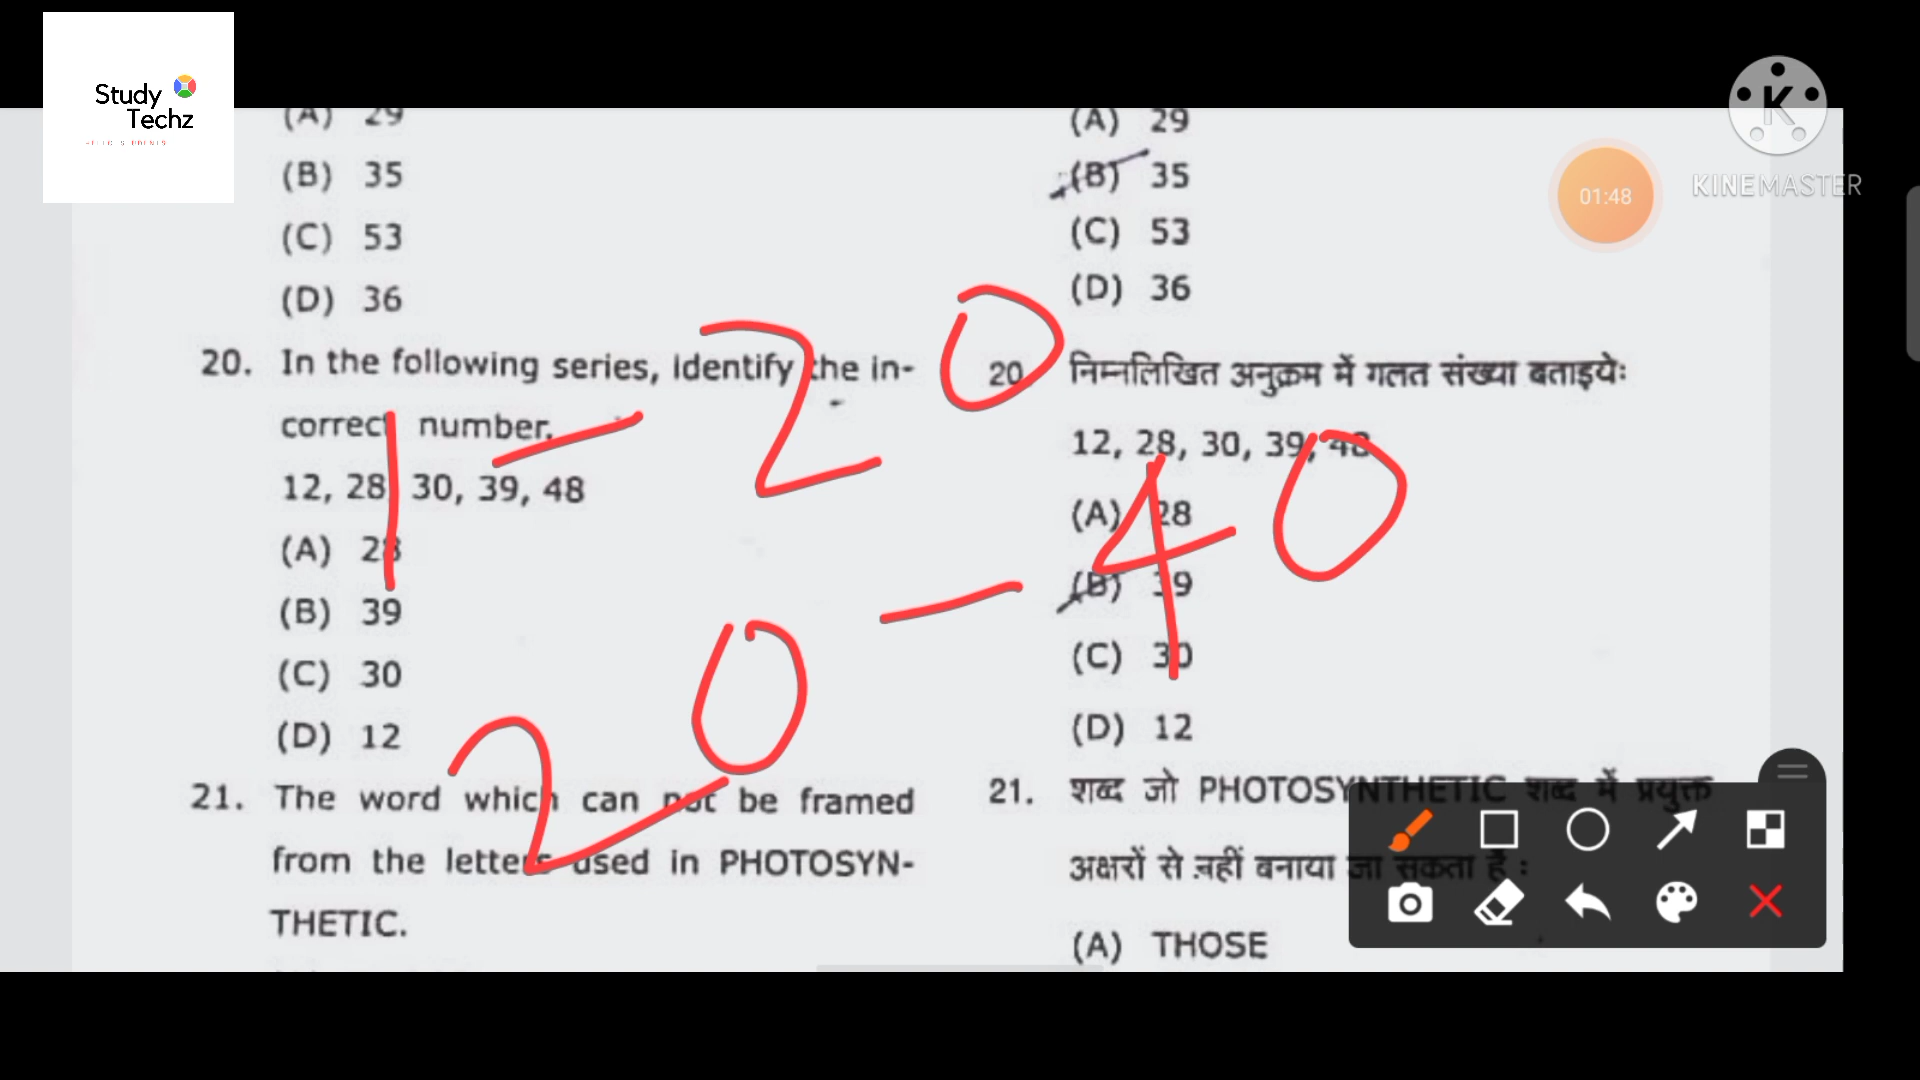 Study
Techz
KINEMASTER
01:48
(A) 29
(B) 35
(C) 53
(D) 36
20. In the following series, identify the in-
correct number.
12, 28, 30, 39, 48
(A) 28
(B) 39
(C) 30
(D) 12
21. The word which can not be framed
from the letters used in PHOTOSYN-
THETIC.
(A) 29
(B) 35
(C) 53
(D) 36
20. निम्नलिखित अनुक्रम में गलत संख्या बताइयेः
12, 28, 30, 39, 48
(A) 28
(B) 39
(C) 30
(D) 12
21. शब्द जो PHOTOSYNTHETIC शब्द में प्रयुक्त
अक्षरों से नहीं बनाया जा सकता है :
(A) THOSE
1 - 20
20 - 40